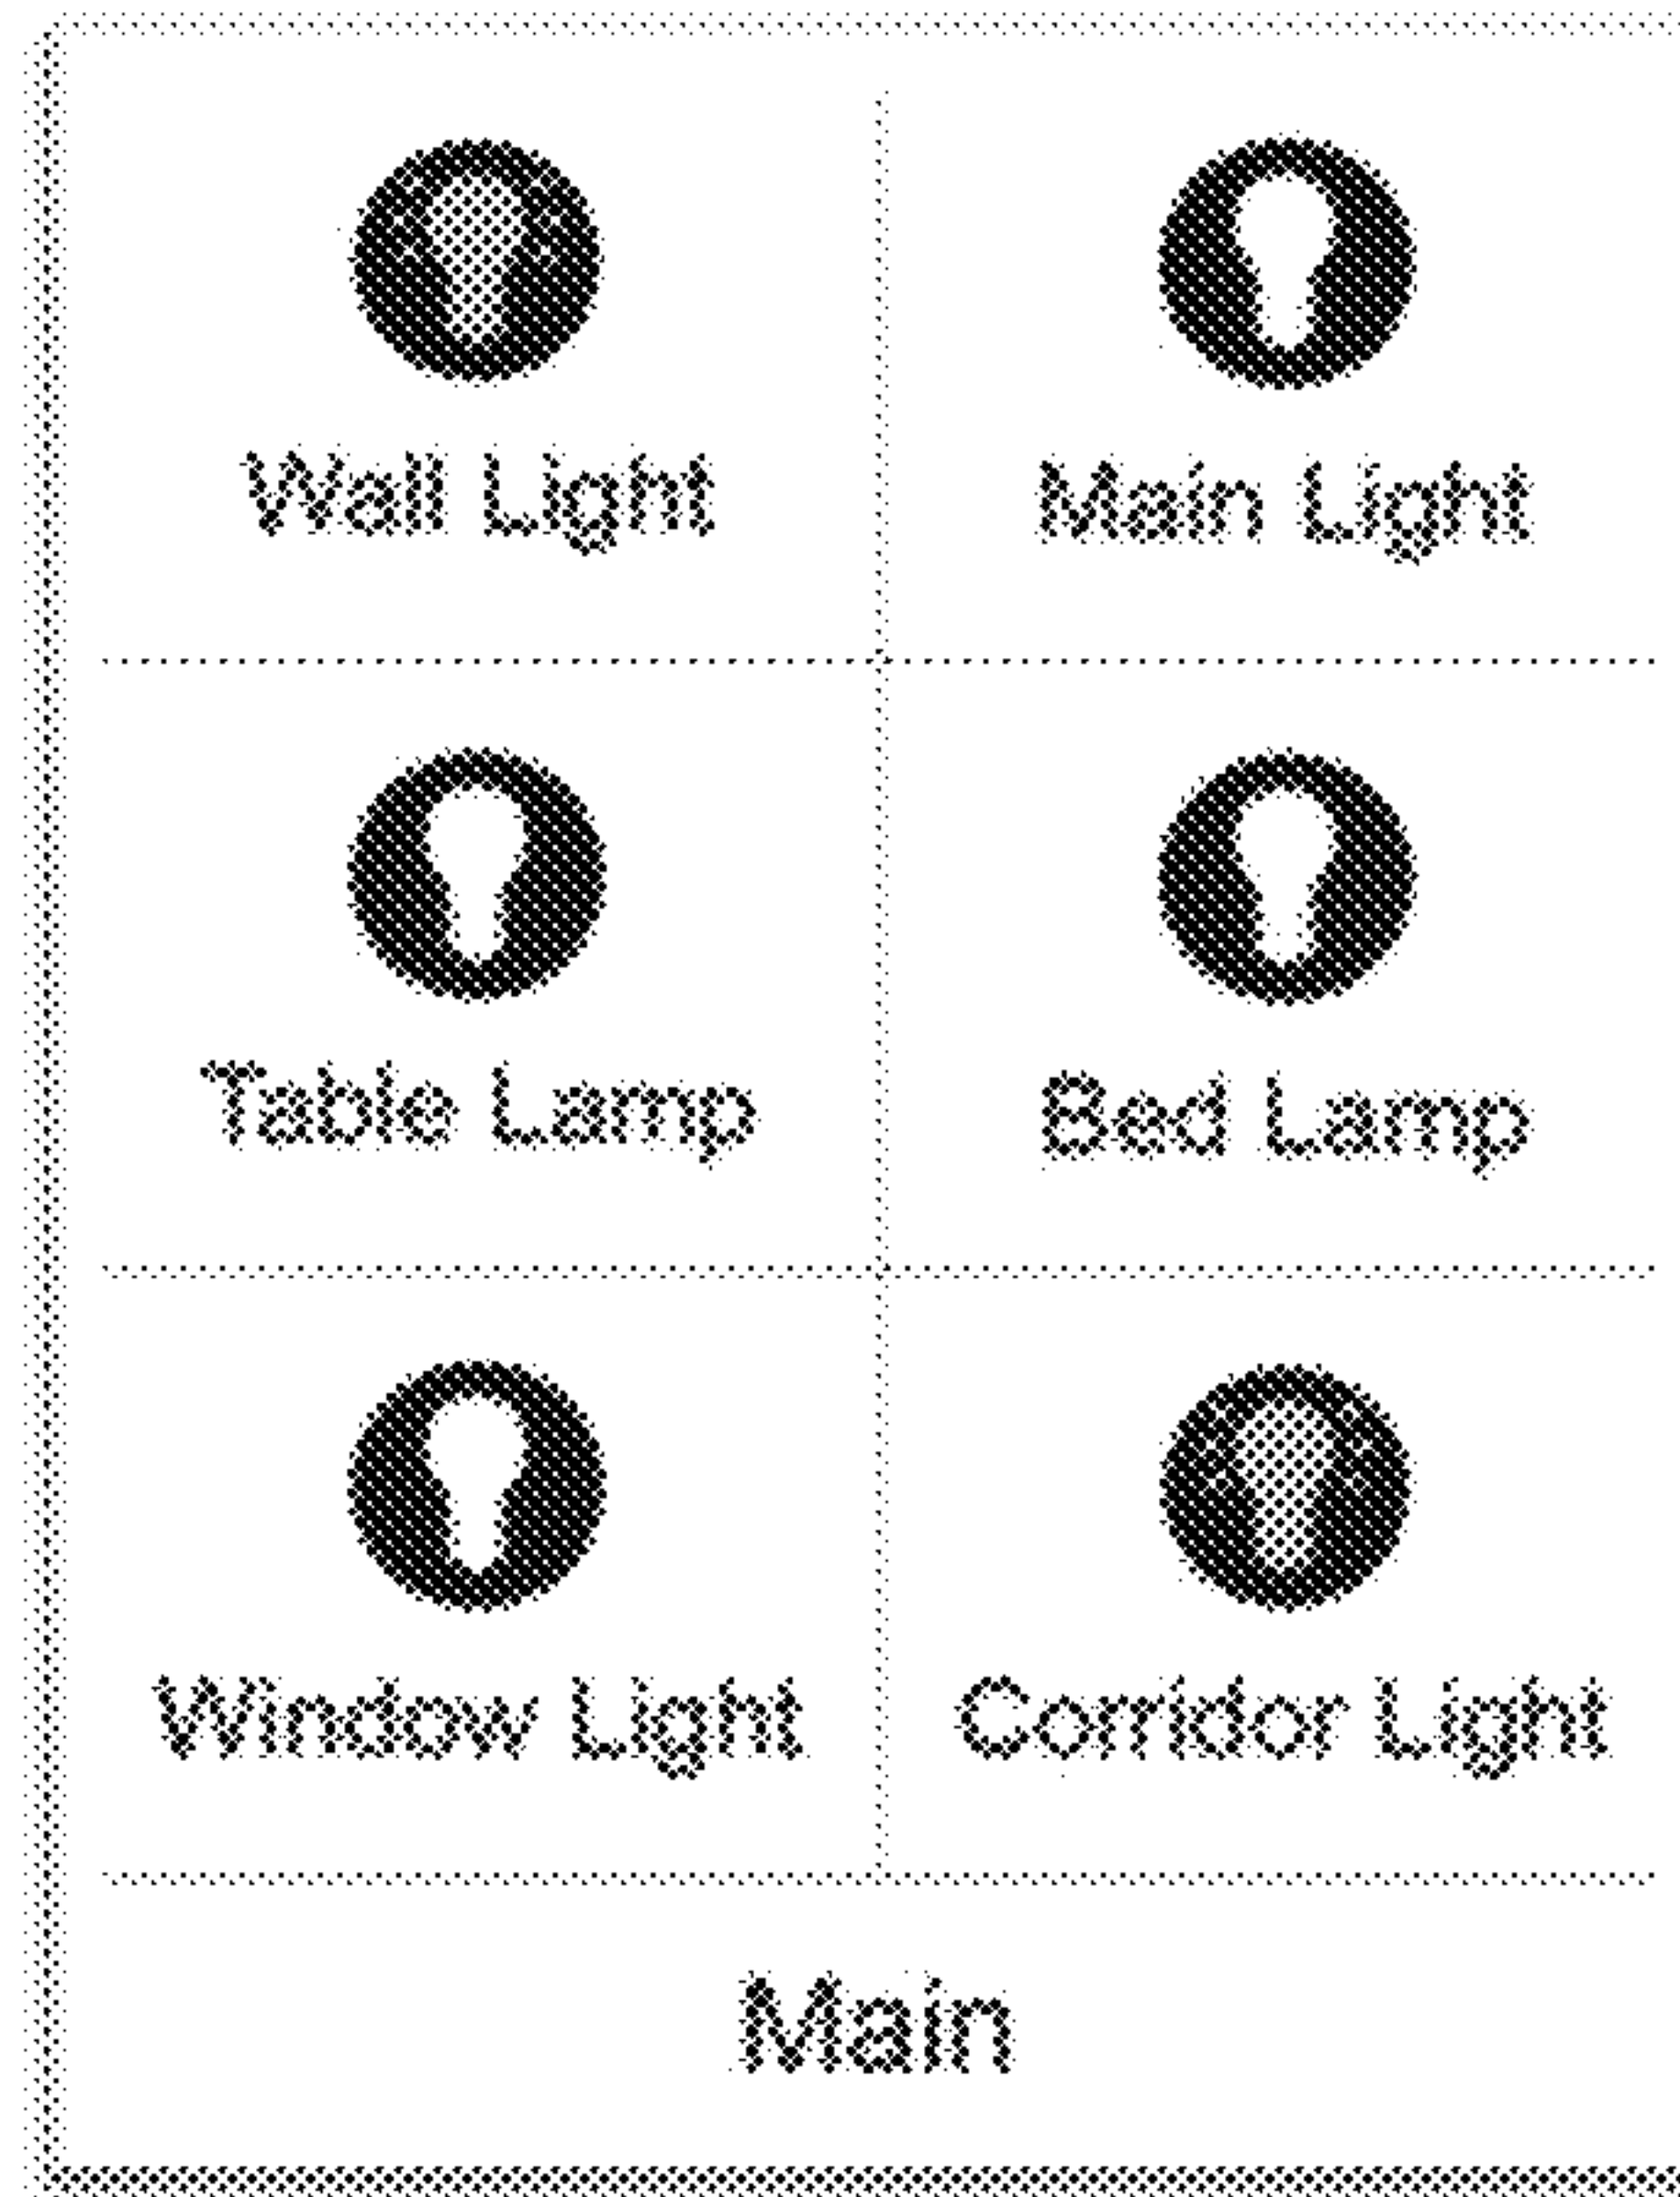 Wall Light
Main Light
Table Lamp
Bed Lamp
Window Light
Corridor Light
Main